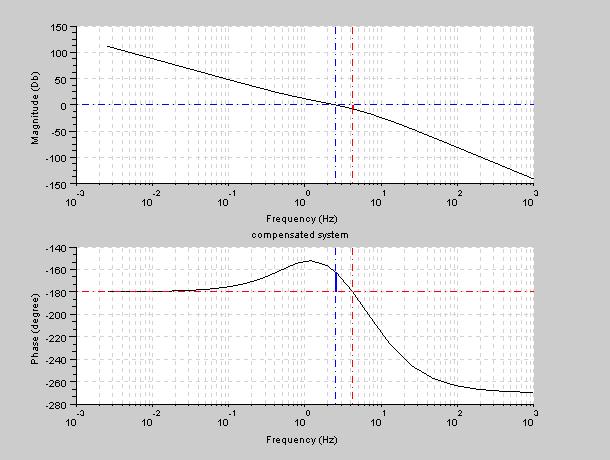 150
100
50
0
-50
-100
-150
Magnitude (Db)
10^-3 10^-2 10^-1 10^0 10^1 10^2 10^3
Frequency (Hz)
compensated system
-140
-160
-180
-200
-220
-240
-260
-280
Phase (degree)
10^-3 10^-2 10^-1 10^0 10^1 10^2 10^3
Frequency (Hz)